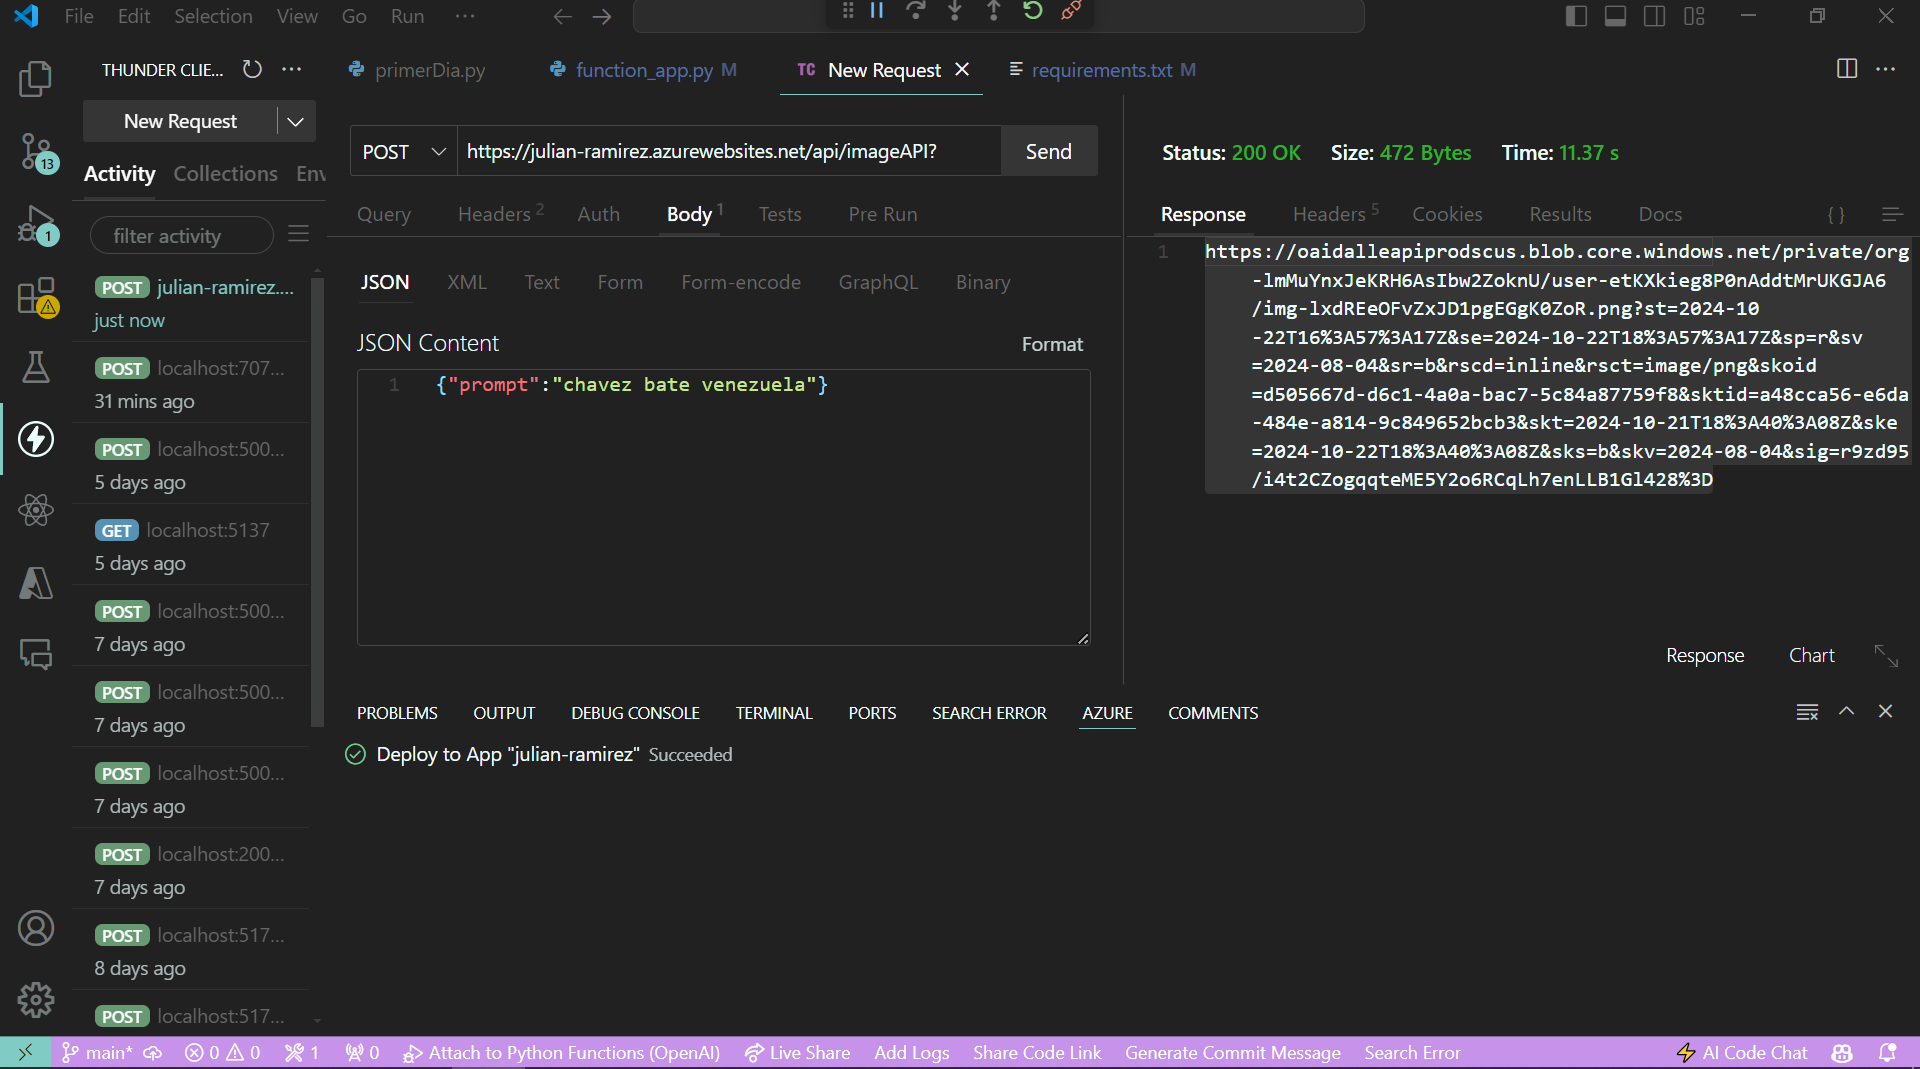 File Edit Selection View Go Run ···
THUNDER CLIE...
primerDia.py
function_app.py M
TC New Request
requirements.txt M
New Request
POST
https://julian-ramirez.azurewebsites.net/api/imageAPI?
Send
Status: 200 OK Size: 472 Bytes Time: 11.37 s
Activity Collections Env
Query Headers 2 Auth Body 1 Tests Pre Run
Response Headers 5 Cookies Results Docs { }
13
1
filter activity
JSON XML Text Form Form-encode GraphQL Binary
JSON Content
Format
1 {"prompt":"chavez bate venezuela"}
1 https://oaidalleapiprodscus.blob.core.windows.net/private/org
-lmMuYnxJeKRH6AsIbw2ZoknU/user-etKXkieg8P0nAddtMrUKGJA6
/img-lxdREeOFvZxJD1pgEGgK0ZoR.png?st=2024-10
-22T16%3A57%3A17Z&se=2024-10-22T18%3A57%3A17Z&sp=r&sv
=2024-08-04&sr=b&rscd=inline&rsct=image/png&skoid
=d505667d-d6c1-4a0a-bac7-5c84a87759f8&sktid=a48cca56-e6da
-484e-a814-9c849652bcb3&skt=2024-10-21T18%3A40%3A08Z&ske
=2024-10-22T18%3A40%3A08Z&sks=b&skv=2024-08-04&sig=r9zd95
/i4t2CZogqqteME5Y2o6RCqLh7enLLB1Gl428%3D
POST julian-ramirez....
just now
POST localhost:707...
31 mins ago
POST localhost:500...
5 days ago
GET localhost:5137
5 days ago
POST localhost:500...
7 days ago
POST localhost:500...
7 days ago
POST localhost:500...
7 days ago
POST localhost:200...
7 days ago
POST localhost:517...
8 days ago
POST localhost:517...
Response Chart
PROBLEMS OUTPUT DEBUG CONSOLE TERMINAL PORTS SEARCH ERROR AZURE COMMENTS
Deploy to App "julian-ramirez" Succeeded
main* 0 0 1 0 Attach to Python Functions (OpenAI) Live Share Add Logs Share Code Link Generate Commit Message Search Error AI Code Chat